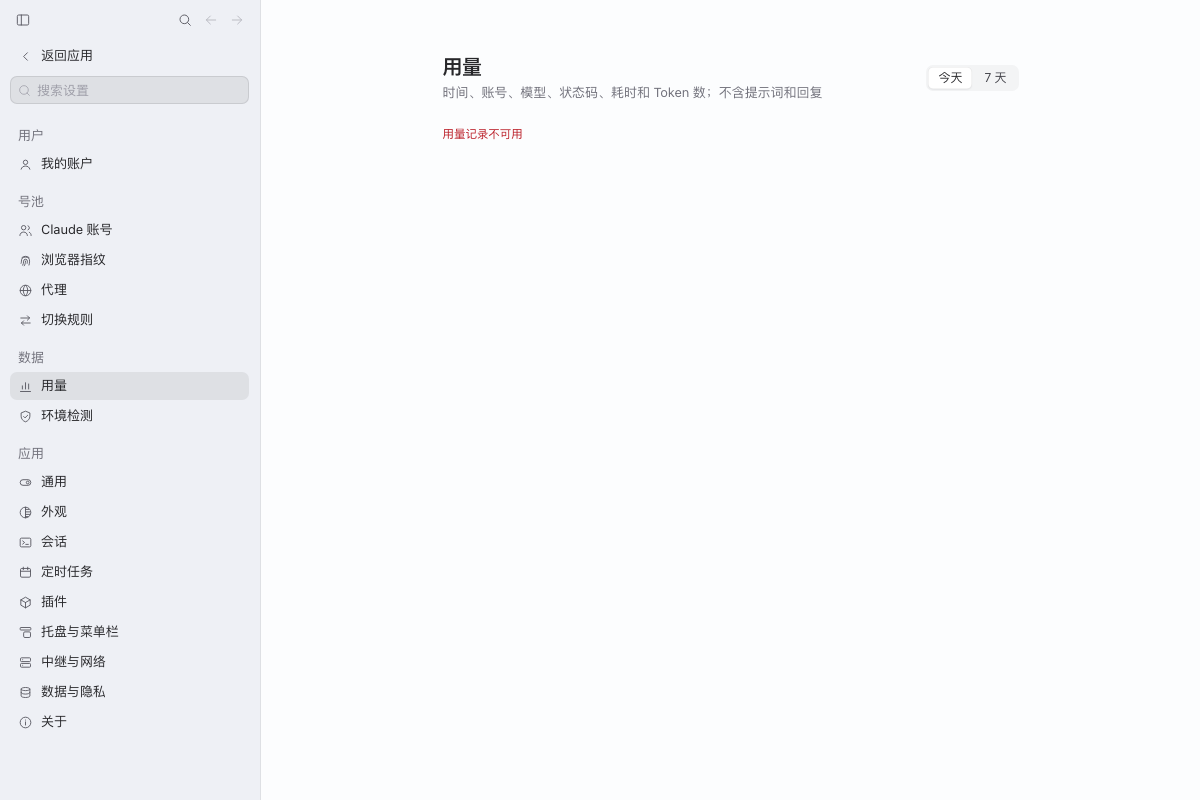 返回应用
搜索设置
用户
我的账户
号池
Claude 账号
浏览器指纹
代理
切换规则
数据
用量
环境检测
应用
通用
外观
会话
定时任务
插件
托盘与菜单栏
中继与网络
数据与隐私
关于
用量
时间、账号、模型、状态码、耗时和 Token 数；不含提示词和回复
今天 7 天
用量记录不可用